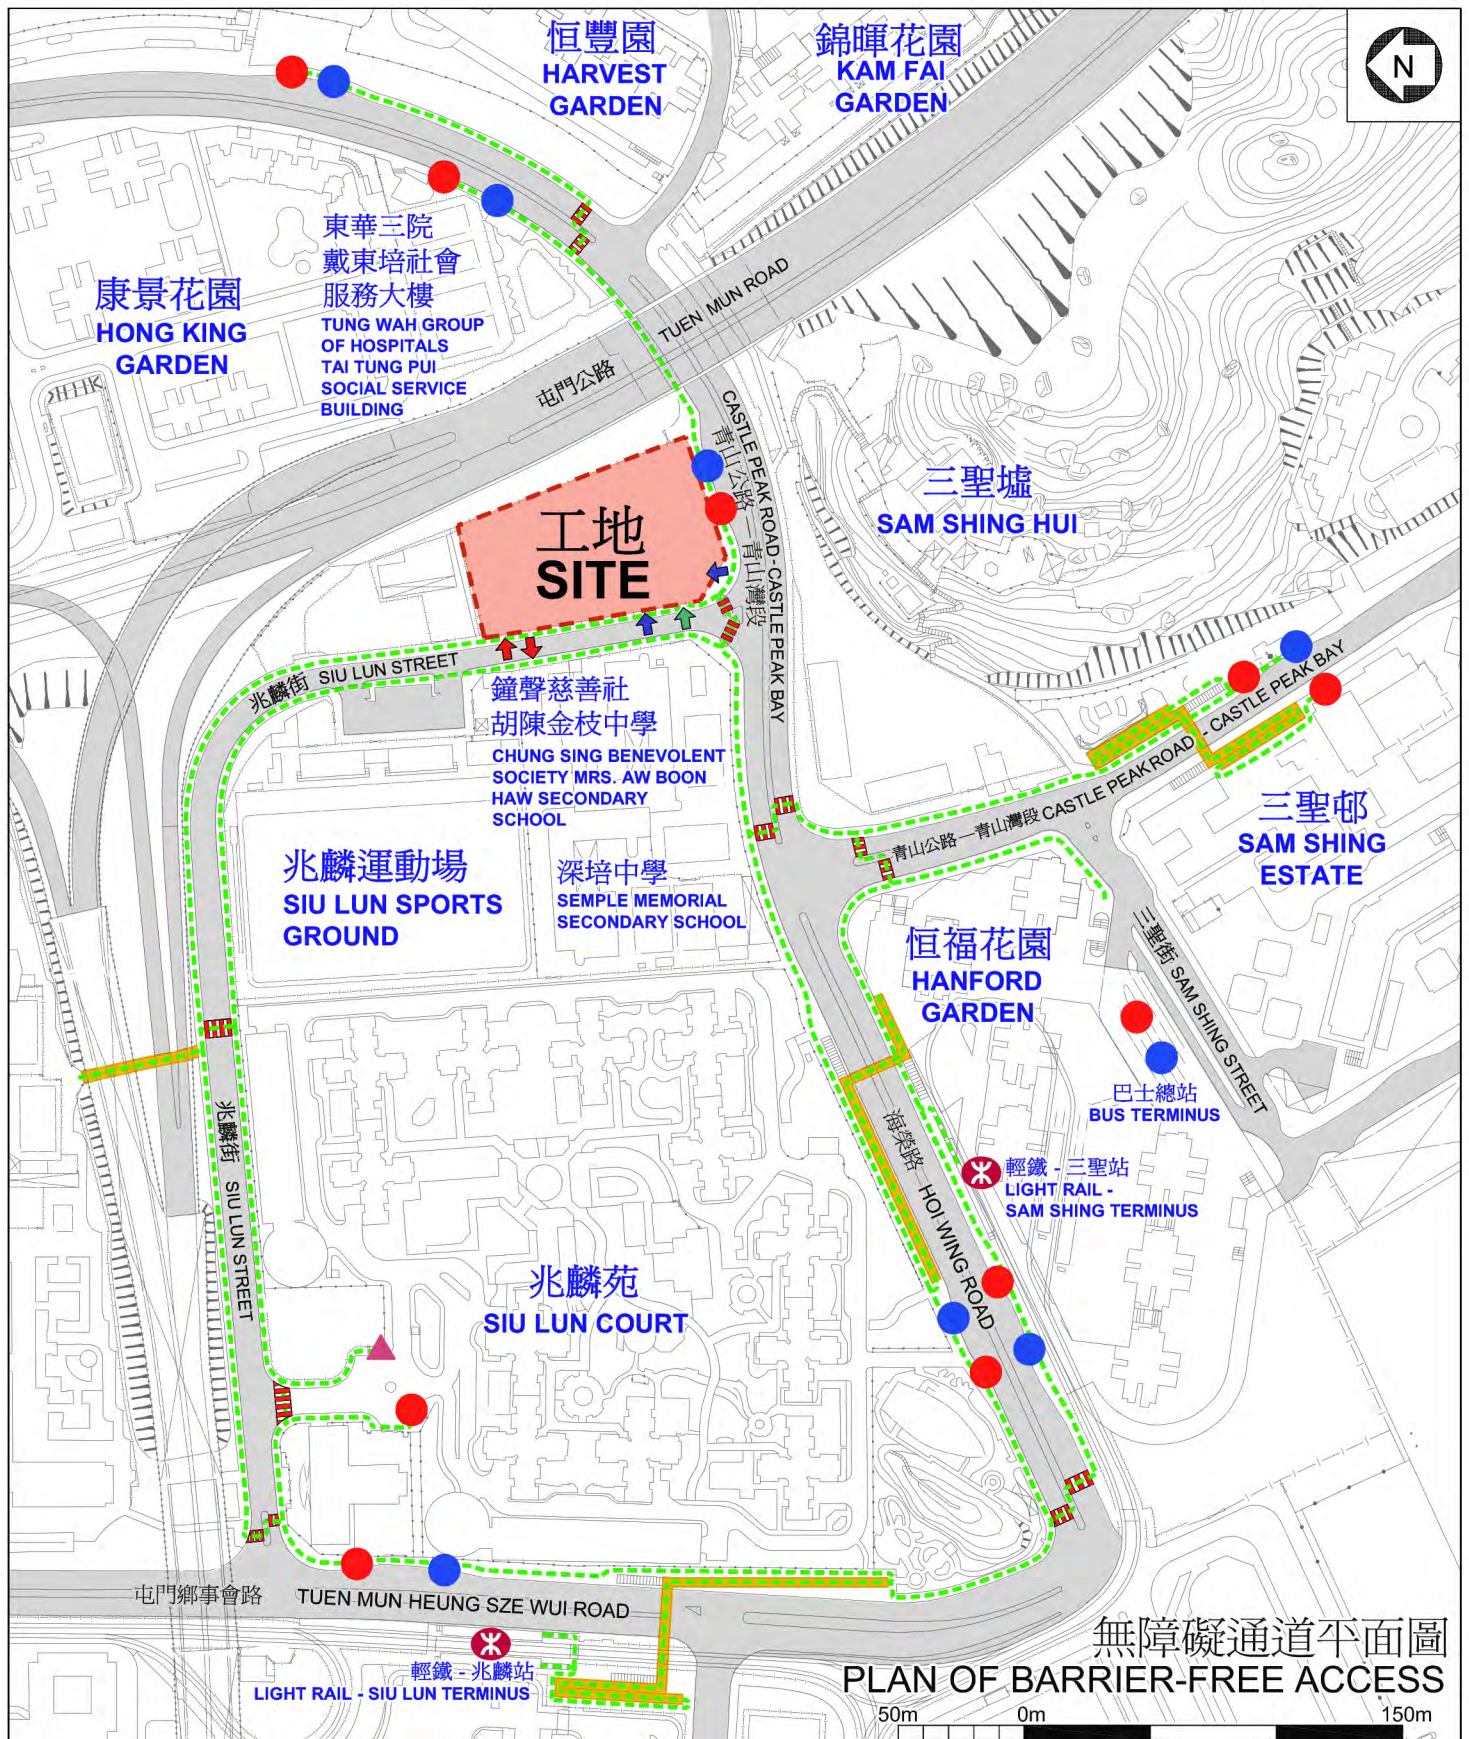 恒豐園
HARVEST
GARDEN
錦暉花園
KAM FAI
GARDEN
N
康景花園
HONG KING
GARDEN
東華三院
戴東培社會
服務大樓
TUNG WAH GROUP
OF HOSPITALS
TAI TUNG PUI
SOCIAL SERVICE
BUILDING
屯門公路
TUEN MUN ROAD
CASTLE PEAK ROAD - CASTLE PEAK BAY
青山公路 — 青山灣段
三聖墟
SAM SHING HUI
工地
SITE
兆麟街 SIU LUN STREET
鐘聲慈善社
胡陳金枝中學
CHUNG SING BENEVOLENT
SOCIETY MRS. AW BOON
HAW SECONDARY
SCHOOL
青山公路 — 青山灣段 CASTLE PEAK ROAD - CASTLE PEAK BAY
三聖邨
SAM SHING
ESTATE
兆麟運動場
SIU LUN SPORTS
GROUND
深培中學
SEMPLE MEMORIAL
SECONDARY SCHOOL
恒福花園
HANFORD
GARDEN
三聖街 SAM SHING STREET
巴士總站
BUS TERMINUS
兆麟街 SIU LUN STREET
海榮路 HOI WING ROAD
輕鐵 - 三聖站
LIGHT RAIL -
SAM SHING TERMINUS
兆麟苑
SIU LUN COURT
屯門鄉事會路 TUEN MUN HEUNG SZE WUI ROAD
輕鐵 - 兆麟站
LIGHT RAIL - SIU LUN TERMINUS
無障礙通道平面圖
PLAN OF BARRIER-FREE ACCESS
50m 0m 150m